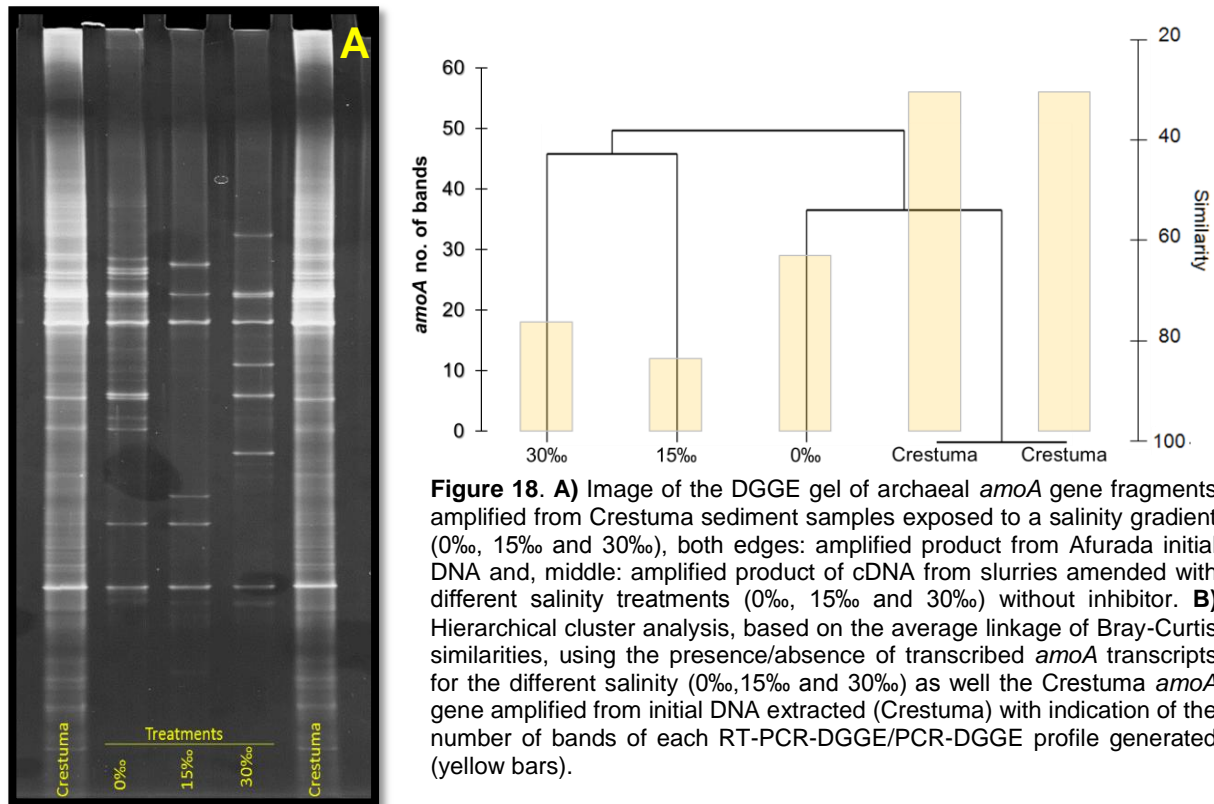 A
Treatments
Crestuma
0‰
15‰
30‰
Crestuma
amoA no. of bands
60
50
40
30
20
10
0
30‰
15‰
0‰
Crestuma
Crestuma
20
40
60
80
100
Similarity
Figure 18. A) Image of the DGGE gel of archaeal amoA gene fragments
amplified from Crestuma sediment samples exposed to a salinity gradient
(0‰, 15‰ and 30‰), both edges: amplified product from Afurada initial
DNA and, middle: amplified product of cDNA from slurries amended with
different salinity treatments (0‰, 15‰ and 30‰) without inhibitor. B)
Hierarchical cluster analysis, based on the average linkage of Bray-Curtis
similarities, using the presence/absence of transcribed amoA transcripts
for the different salinity (0‰,15‰ and 30‰) as well the Crestuma amoA
gene amplified from initial DNA extracted (Crestuma) with indication of the
number of bands of each RT-PCR-DGGE/PCR-DGGE profile generated
(yellow bars).